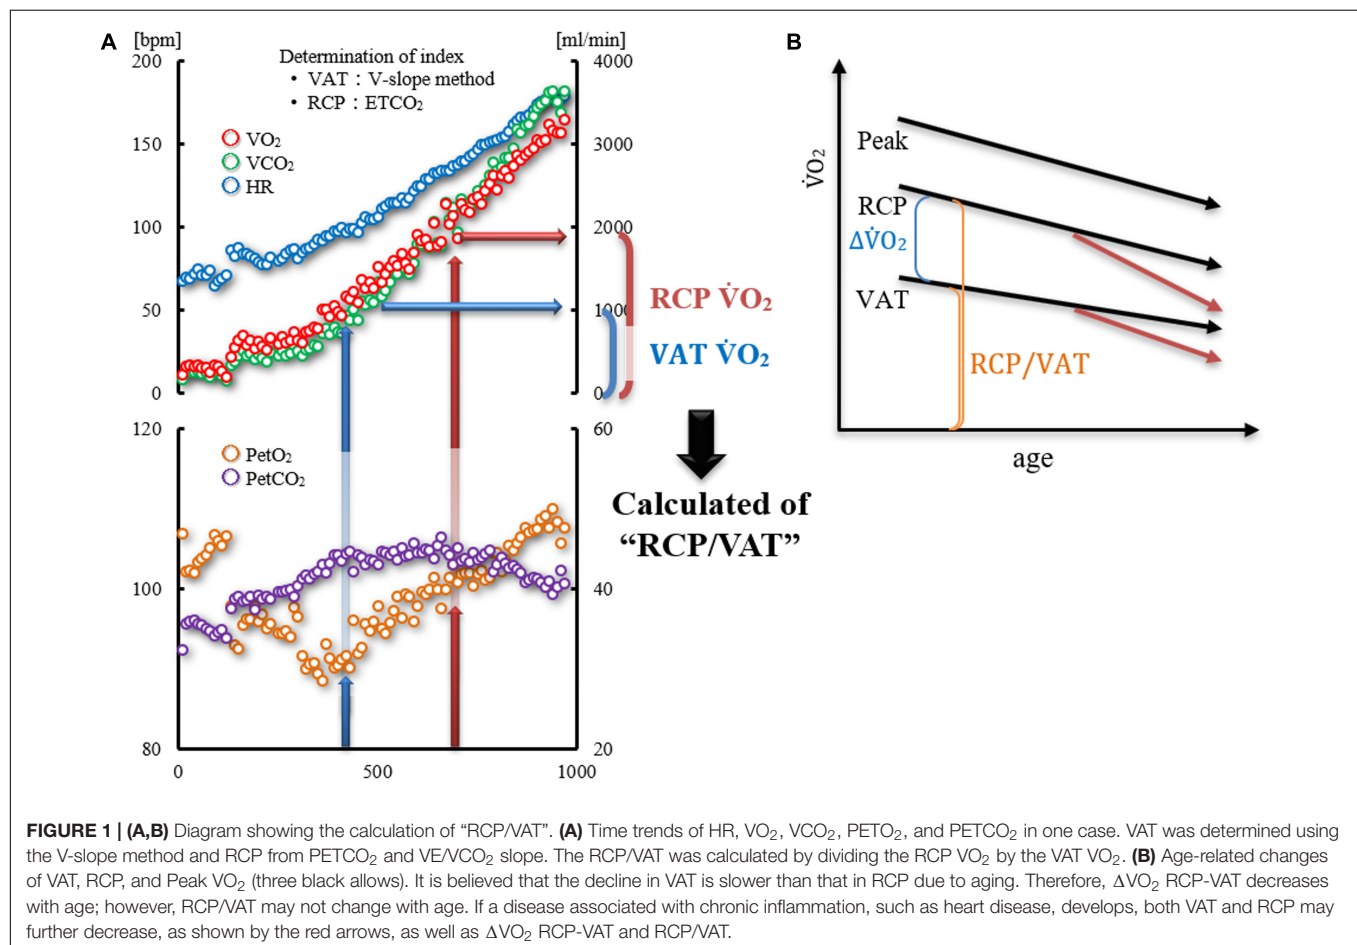 A
[bpm]
[ml/min]
Determination of index
• VAT : V-slope method
• RCP : ETCO₂
200
150
100
50
0
4000
3000
2000
1000
0
VO₂
VCO₂
HR
RCP V̇O₂
VAT V̇O₂
120
100
80
60
40
20
PetO₂
PetCO₂
0
500
1000
Calculated of
“RCP/VAT”
B
V̇O₂
Peak
RCP
ΔV̇O₂
VAT
RCP/VAT
age
FIGURE 1 | (A,B) Diagram showing the calculation of “RCP/VAT”. (A) Time trends of HR, VO₂, VCO₂, PETO₂, and PETCO₂ in one case. VAT was determined using
the V-slope method and RCP from PETCO₂ and VE/VCO₂ slope. The RCP/VAT was calculated by dividing the RCP VO₂ by the VAT VO₂. (B) Age-related changes
of VAT, RCP, and Peak VO₂ (three black allows). It is believed that the decline in VAT is slower than that in RCP due to aging. Therefore, ΔVO₂ RCP-VAT decreases
with age; however, RCP/VAT may not change with age. If a disease associated with chronic inflammation, such as heart disease, develops, both VAT and RCP may
further decrease, as shown by the red arrows, as well as ΔVO₂ RCP-VAT and RCP/VAT.